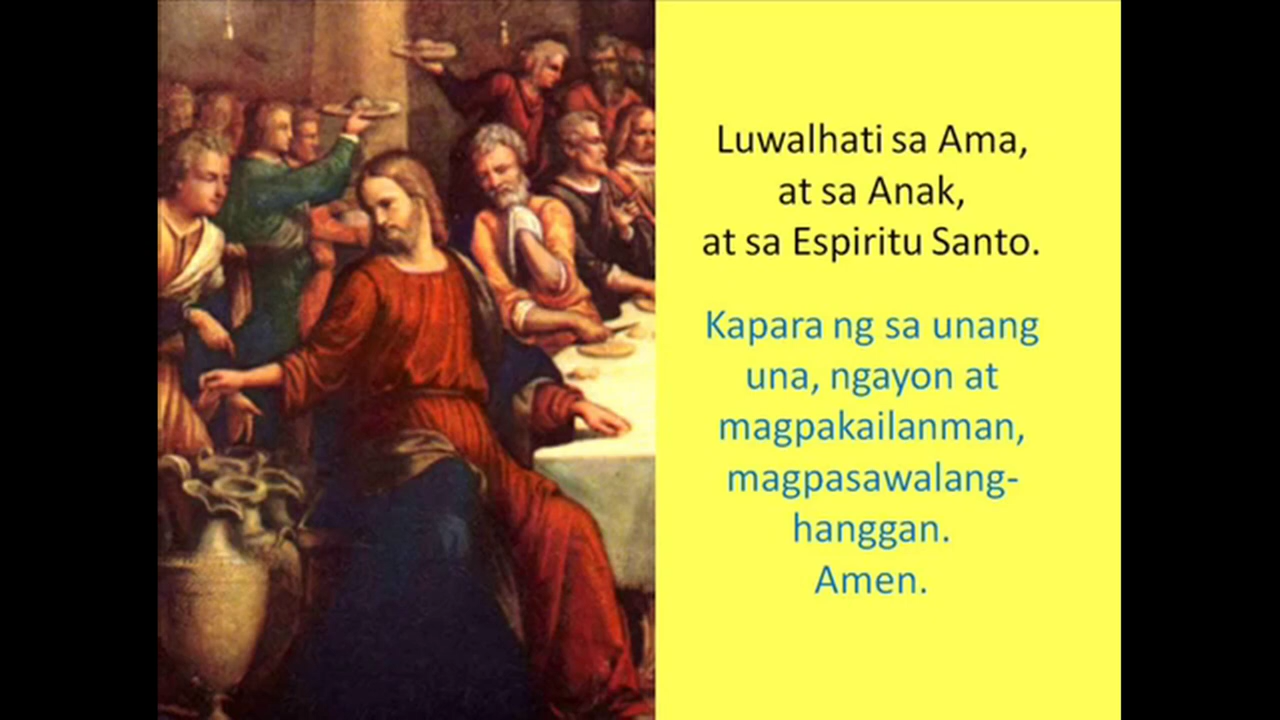 Luwalhati sa Ama,
at sa Anak,
at sa Espiritu Santo.
Kapara ng sa unang
una, ngayon at
magpakailanman,
magpasawalang-
hanggan.
Amen.